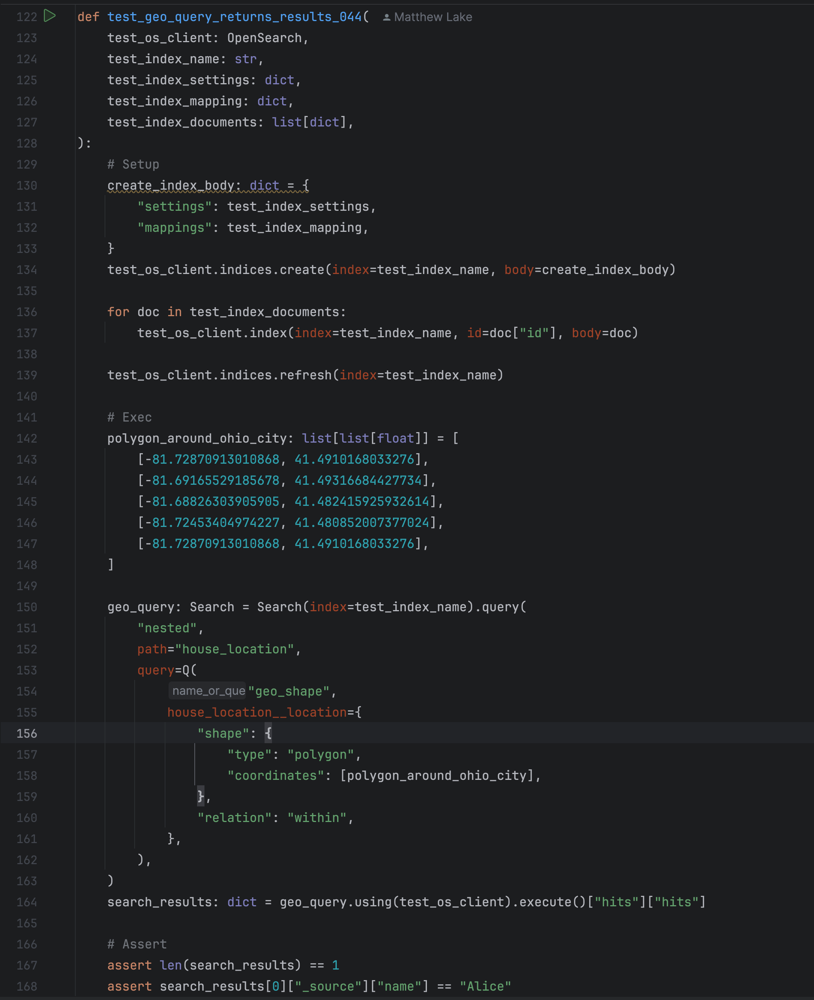 122 def test_geo_query_returns_results_044( Matthew Lake
123 test_os_client: OpenSearch,
124 test_index_name: str,
125 test_index_settings: dict,
126 test_index_mapping: dict,
127 test_index_documents: list[dict],
128 ):
129 # Setup
130 create_index_body: dict = {
131 "settings": test_index_settings,
132 "mappings": test_index_mapping,
133 }
134 test_os_client.indices.create(index=test_index_name, body=create_index_body)
135
136 for doc in test_index_documents:
137 test_os_client.index(index=test_index_name, id=doc["id"], body=doc)
138
139 test_os_client.indices.refresh(index=test_index_name)
140
141 # Exec
142 polygon_around_ohio_city: list[list[float]] = [
143 [-81.72870913010868, 41.4910168033276],
144 [-81.69165529185678, 41.49316684427734],
145 [-81.68826303905905, 41.482415925932614],
146 [-81.72453404974227, 41.480852007377024],
147 [-81.72870913010868, 41.4910168033276],
148 ]
149
150 geo_query: Search = Search(index=test_index_name).query(
151 "nested",
152 path="house_location",
153 query=Q(
154 name_or_que "geo_shape",
155 house_location__location={
156 "shape": {
157 "type": "polygon",
158 "coordinates": [polygon_around_ohio_city],
159 },
160 "relation": "within",
161 },
162 ),
163 )
164 search_results: dict = geo_query.using(test_os_client).execute()["hits"]["hits"]
165
166 # Assert
167 assert len(search_results) == 1
168 assert search_results[0]["_source"]["name"] == "Alice"